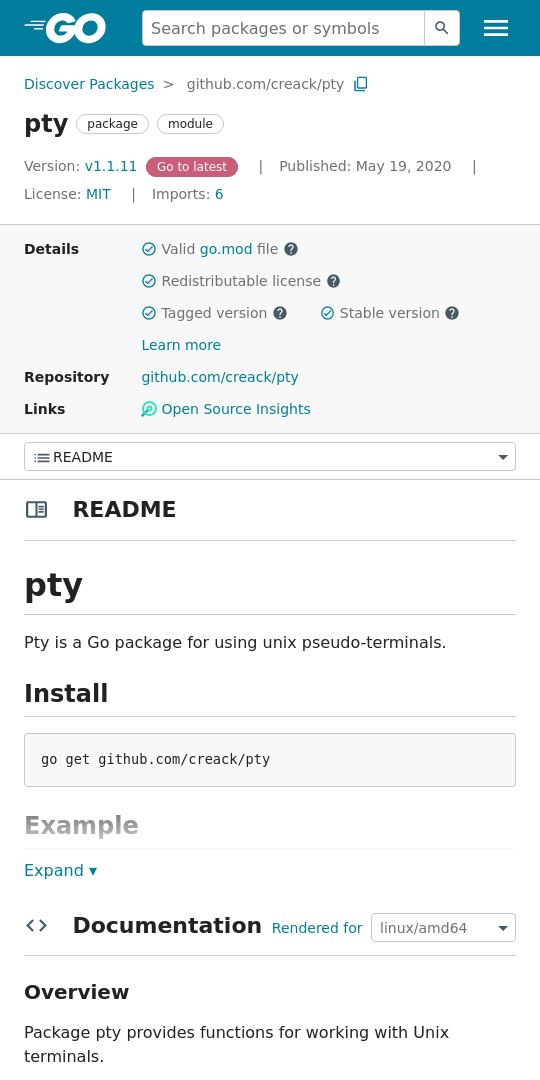 GO
Search packages or symbols
Discover Packages > github.com/creack/pty
pty package module
Version: v1.1.11 Go to latest | Published: May 19, 2020 |
License: MIT | Imports: 6
Details Valid go.mod file
Redistributable license
Tagged version Stable version
Learn more
Repository github.com/creack/pty
Links Open Source Insights
README
README
pty
Pty is a Go package for using unix pseudo-terminals.
Install
go get github.com/creack/pty
Example
Expand ▾
Documentation Rendered for linux/amd64
Overview
Package pty provides functions for working with Unix
terminals.